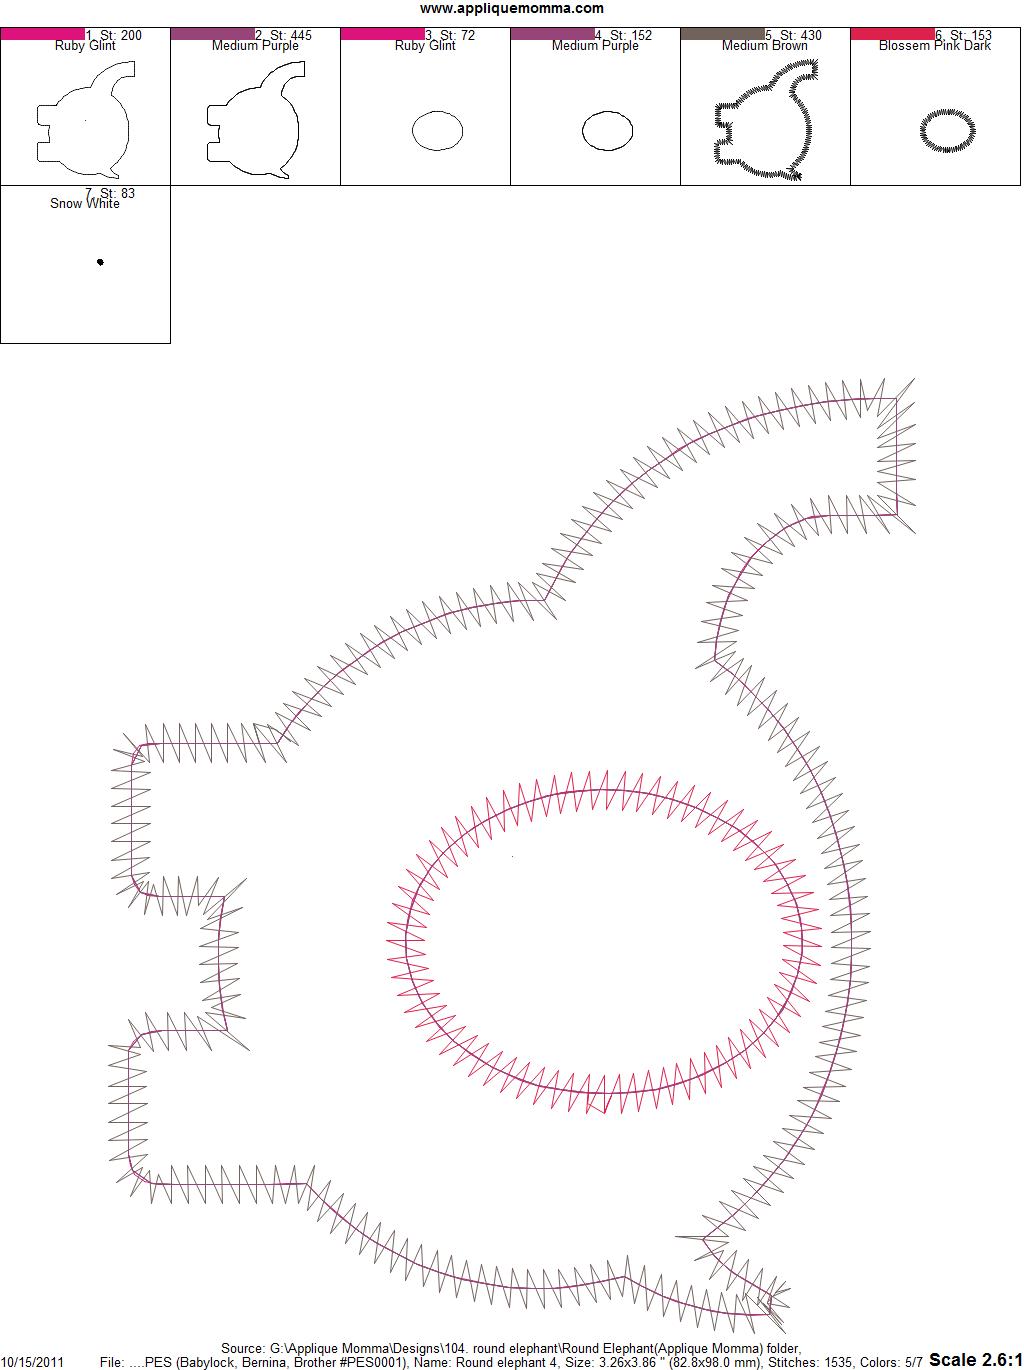 www.appliquemomma.com
1, St: 200
Ruby Glint
2, St: 445
Medium Purple
3, St: 72
Ruby Glint
4, St: 152
Medium Purple
5, St: 430
Medium Brown
6, St: 153
Blossem Pink Dark
7, St: 83
Snow White
Source: G:\Applique Momma\Designs\104. round elephant\Round Elephant(Applique Momma) folder,
10/15/2011 File: ....PES (Babylock, Bernina, Brother #PES0001), Name: Round elephant 4, Size: 3.26x3.86 " (82.8x98.0 mm), Stitches: 1535, Colors: 5/7 Scale 2.6:1